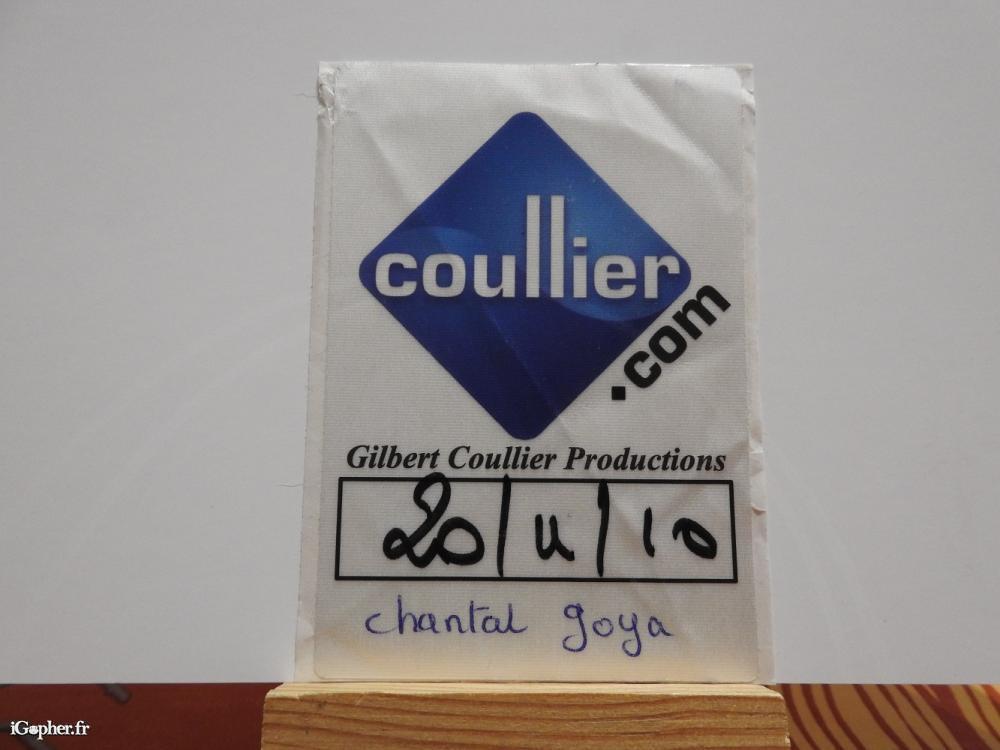 coullier
.com
Gilbert Coullier Productions
20/11/10
chantal goya
iGopher.fr